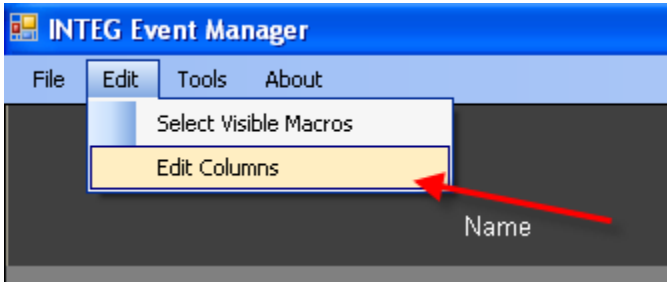 INTEG Event Manager
File Edit Tools About
Select Visible Macros
Edit Columns
Name